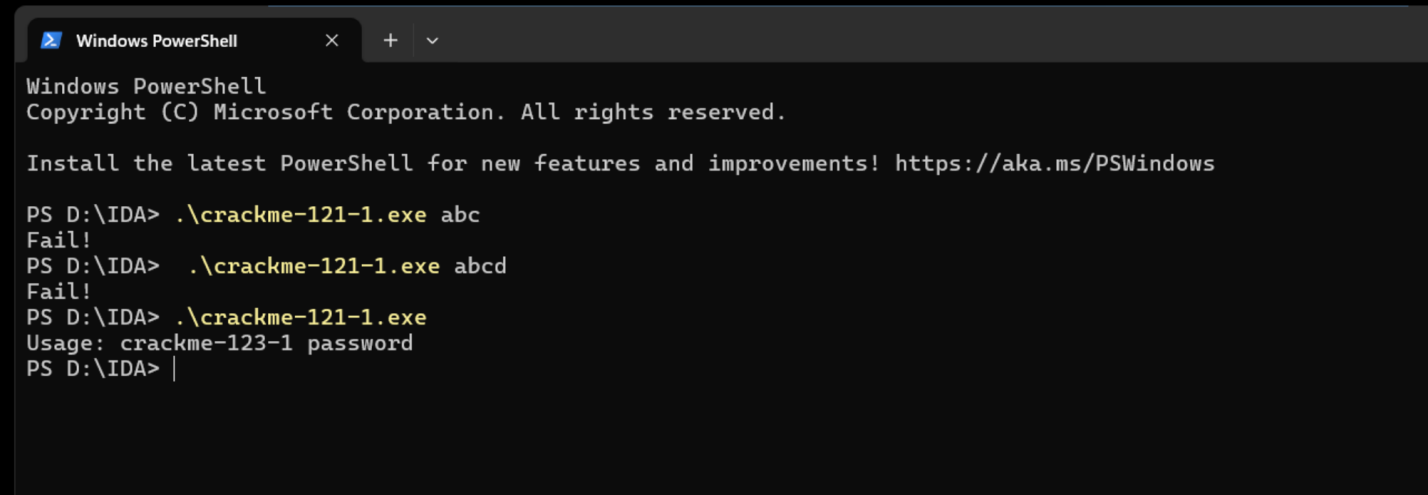 Windows PowerShell
Windows PowerShell
Copyright (C) Microsoft Corporation. All rights reserved.
Install the latest PowerShell for new features and improvements! https://aka.ms/PSWindows
PS D:\IDA> .\crackme-121-1.exe abc
Fail!
PS D:\IDA>  .\crackme-121-1.exe abcd
Fail!
PS D:\IDA> .\crackme-121-1.exe
Usage: crackme-123-1 password
PS D:\IDA>